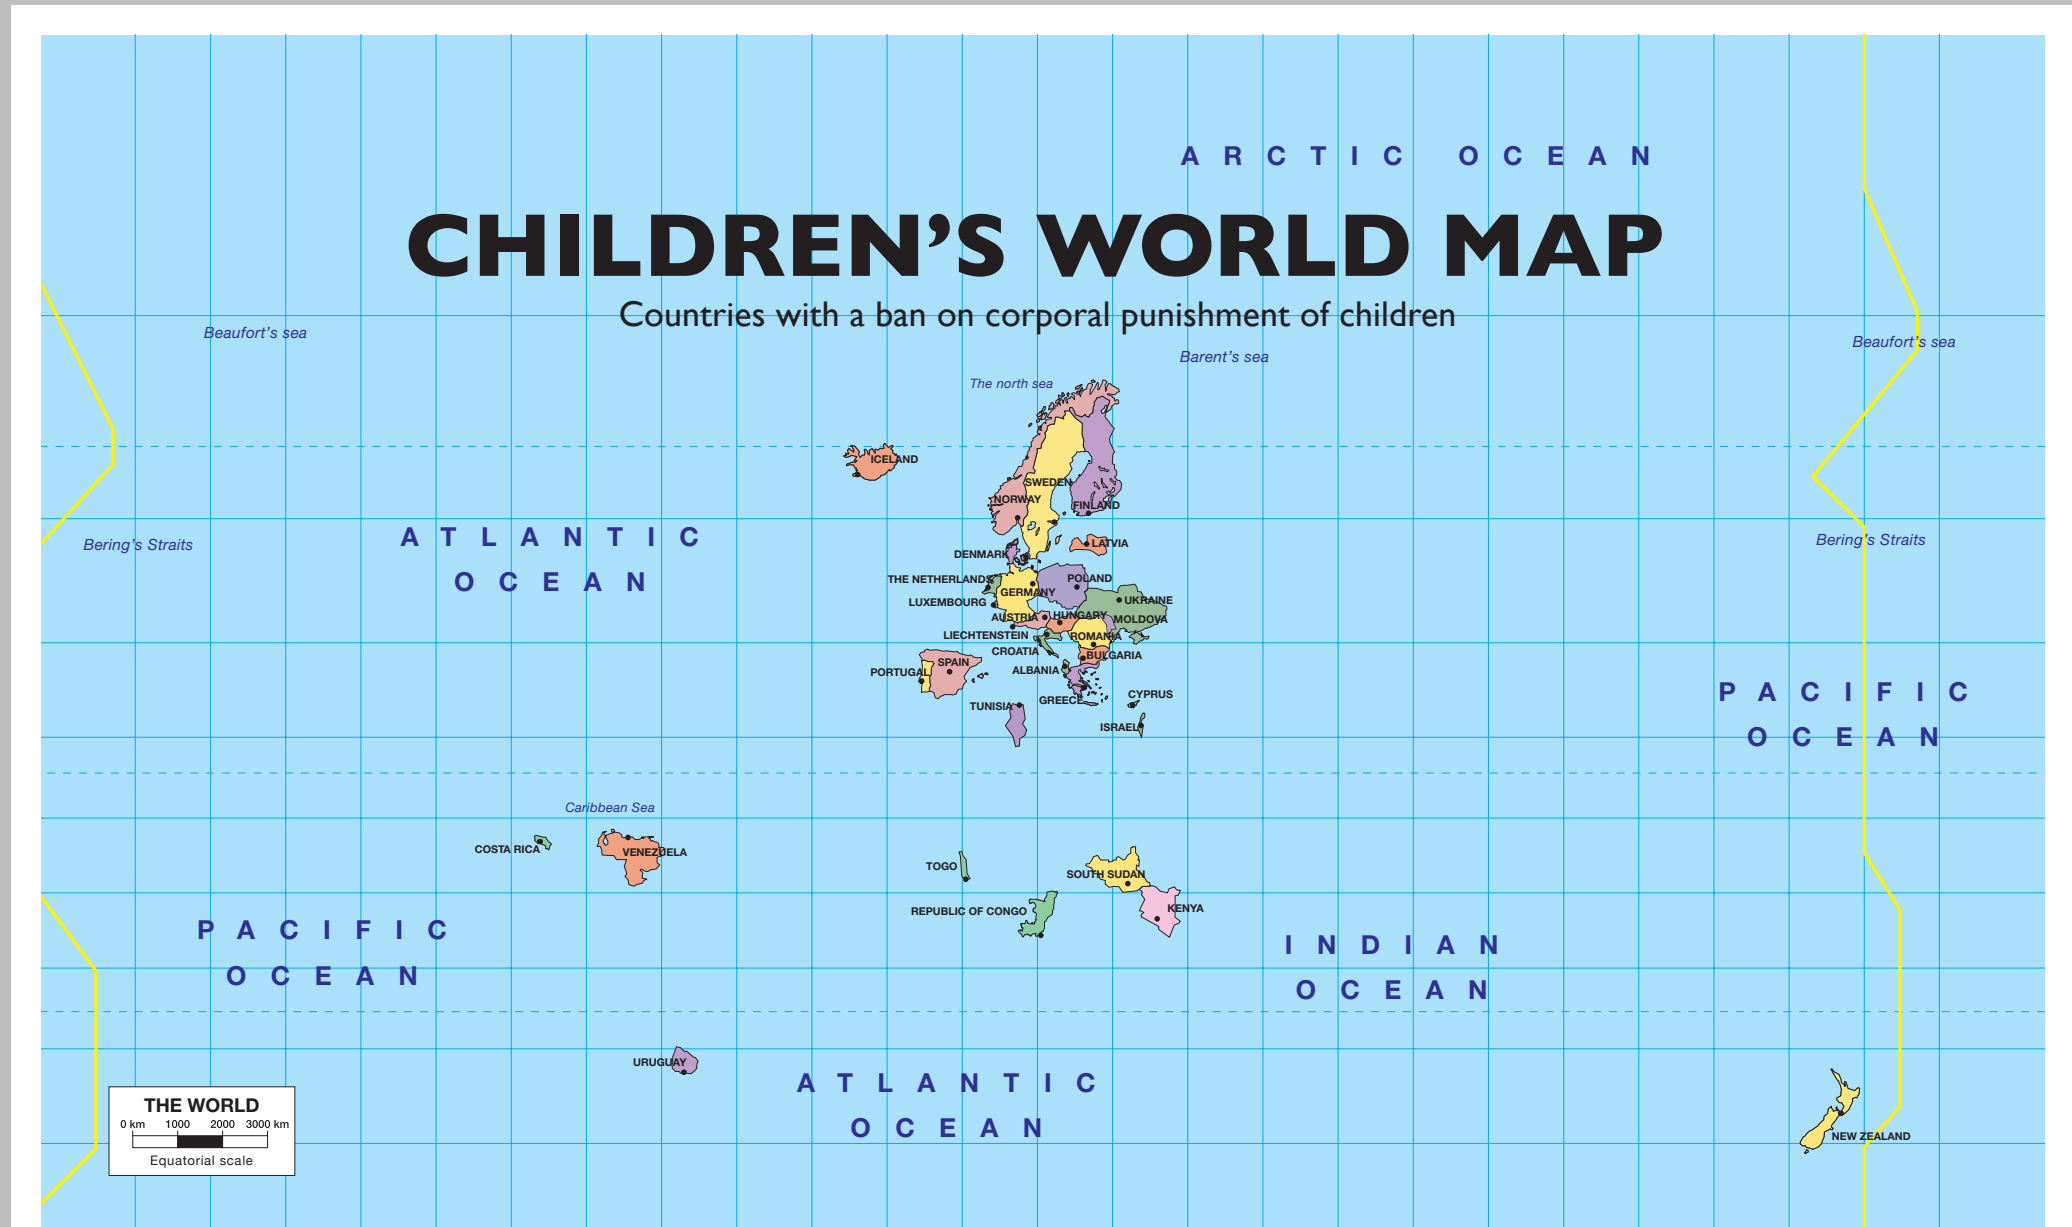 ARCTIC OCEAN
CHILDREN'S WORLD MAP
Countries with a ban on corporal punishment of children
Beaufort's sea
Beaufort's sea
Barent's sea
The north sea
ICELAND
SWEDEN
NORWAY
FINLAND
ATLANTIC
OCEAN
Bering's Straits
Bering's Straits
DENMARK
LATVIA
THE NETHERLANDS
POLAND
GERMANY
LUXEMBOURG
UKRAINE
AUSTRIA
HUNGARY
MOLDOVA
LIECHTENSTEIN
ROMANIA
CROATIA
BULGARIA
SPAIN
PORTUGAL
ALBANIA
GREECE
CYPRUS
TUNISIA
ISRAEL
PACIFIC
OCEAN
Caribbean Sea
COSTA RICA
VENEZUELA
TOGO
SOUTH SUDAN
REPUBLIC OF CONGO
KENYA
PACIFIC
OCEAN
INDIAN
OCEAN
URUGUAY
ATLANTIC
OCEAN
THE WORLD
0 km 1000 2000 3000 km
Equatorial scale
NEW ZEALAND